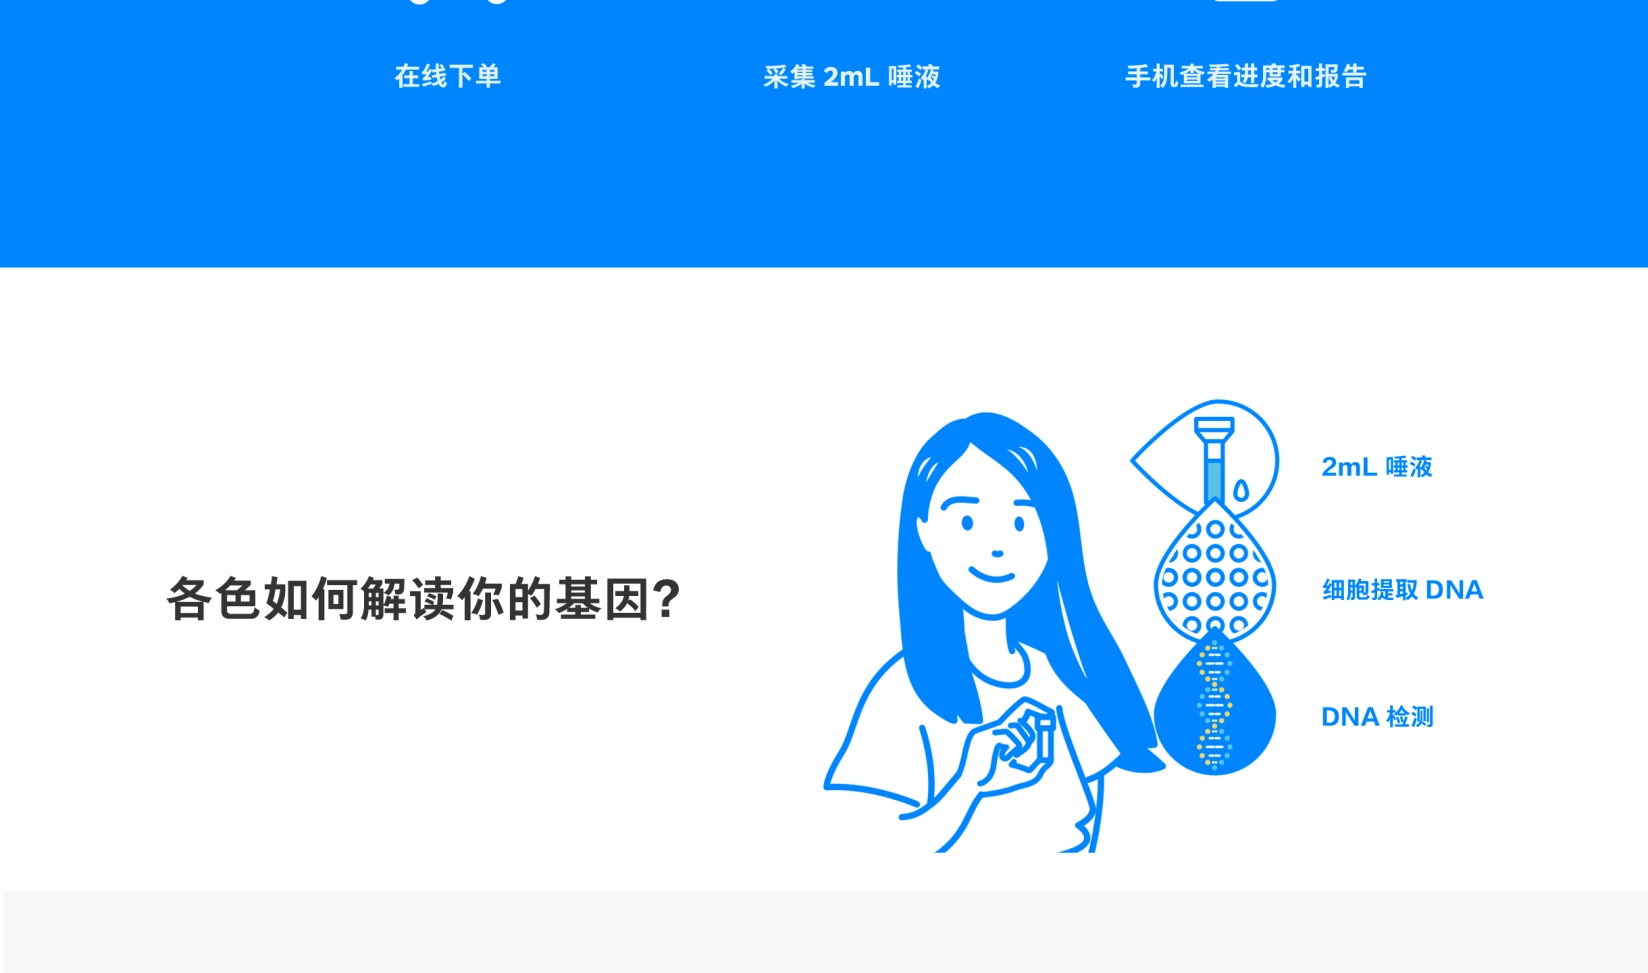 在线下单
采集 2mL 唾液
手机查看进度和报告
2mL 唾液
各色如何解读你的基因?
细胞提取 DNA
DNA 检测